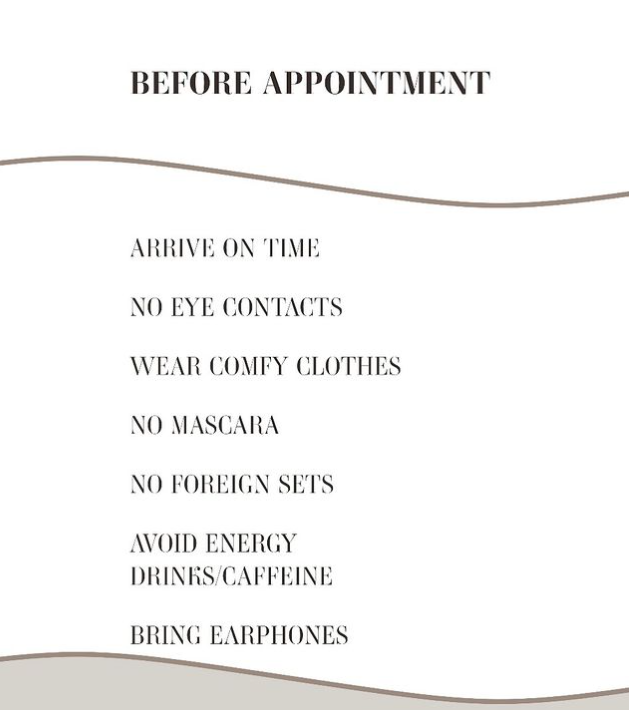 BEFORE APPOINTMENT
ARRIVE ON TIME
NO EYE CONTACTS
WEAR COMFY CLOTHES
NO MASCARA
NO FOREIGN SETS
AVOID ENERGY
DRINKS/CAFFEINE
BRING EARPHONES